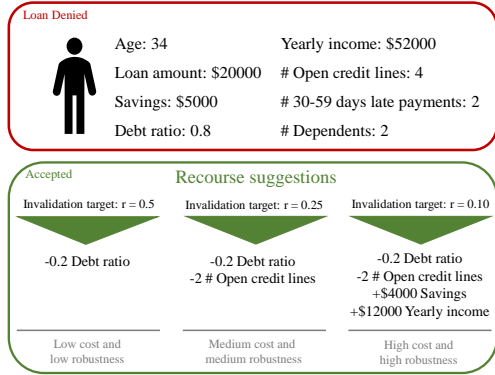 Loan Denied
Age: 34
Loan amount: $20000
Savings: $5000
Debt ratio: 0.8
Yearly income: $52000
# Open credit lines: 4
# 30-59 days late payments: 2
# Dependents: 2
Accepted
Recourse suggestions
Invalidation target: r = 0.5
-0.2 Debt ratio
Low cost and
low robustness
Invalidation target: r = 0.25
-0.2 Debt ratio
-2 # Open credit lines
Medium cost and
medium robustness
Invalidation target: r = 0.10
-0.2 Debt ratio
-2 # Open credit lines
+$4000 Savings
+$12000 Yearly income
High cost and
high robustness